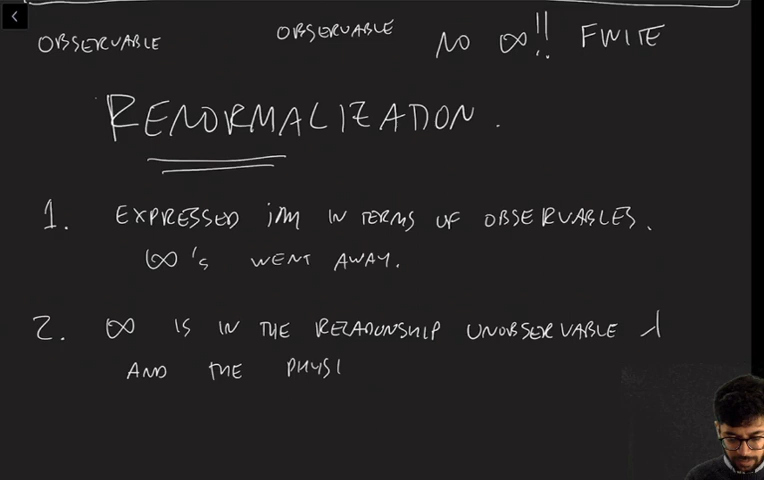 OBSERVABLE OBSERVABLE NO ∞!! FINITE
RENORMALIZATION.
1. EXPRESSED iM IN TERMS OF OBSERVABLES.
∞'s WENT AWAY.
2. ∞ IS IN THE RELATIONSHIP UNOBSERVABLE λ
AND THE PHYSI